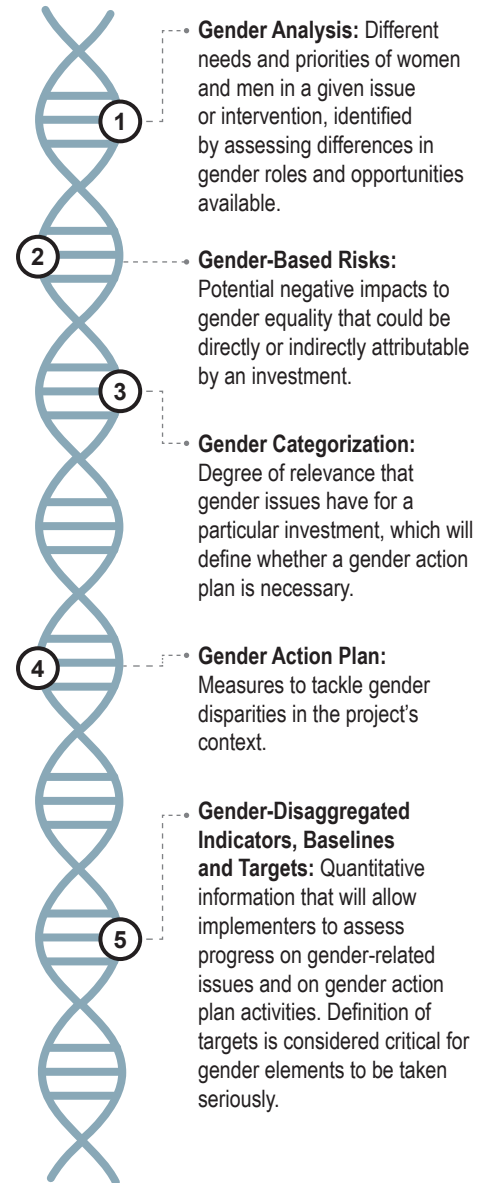 1
Gender Analysis: Different
needs and priorities of women
and men in a given issue
or intervention, identified
by assessing differences in
gender roles and opportunities
available.
2
Gender-Based Risks:
Potential negative impacts to
gender equality that could be
directly or indirectly attributable
by an investment.
3
Gender Categorization:
Degree of relevance that
gender issues have for a
particular investment, which will
define whether a gender action
plan is necessary.
4
Gender Action Plan:
Measures to tackle gender
disparities in the project's
context.
5
Gender-Disaggregated
Indicators, Baselines
and Targets: Quantitative
information that will allow
implementers to assess
progress on gender-related
issues and on gender action
plan activities. Definition of
targets is considered critical for
gender elements to be taken
seriously.